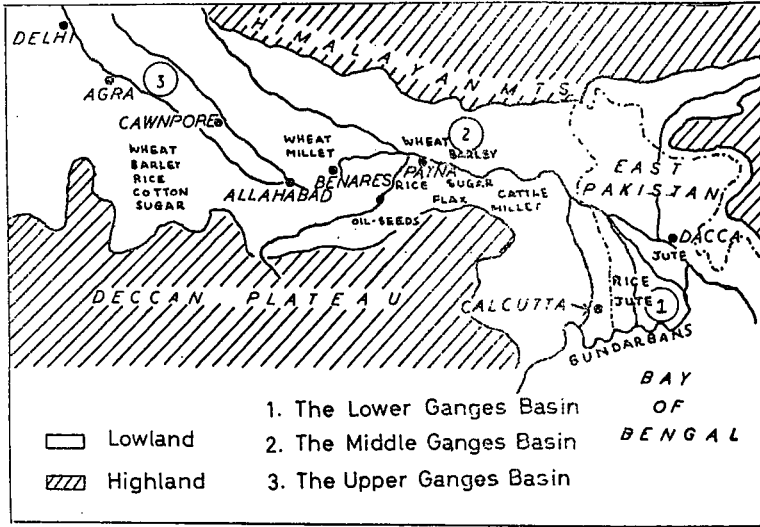 DELHI
HIMALAYAN MTS
AGRA
3
CAWNPORE
WHEAT
BARLEY
RICE
COTTON
SUGAR
WHEAT
MILLET
ALLAHABAD
BENARES
WHEAT
2
BARLEY
PATNA
RICE
SUGAR
FLAX
CATTLE
MILLET
OIL-SEEDS
EAST
PAKISTAN
DACCA
JUTE
DECCAN PLATEAU
CALCUTTA
RICE
JUTE
1
SUNDARBANS
BAY
OF
BENGAL
Lowland
Highland
1. The Lower Ganges Basin
2. The Middle Ganges Basin
3. The Upper Ganges Basin